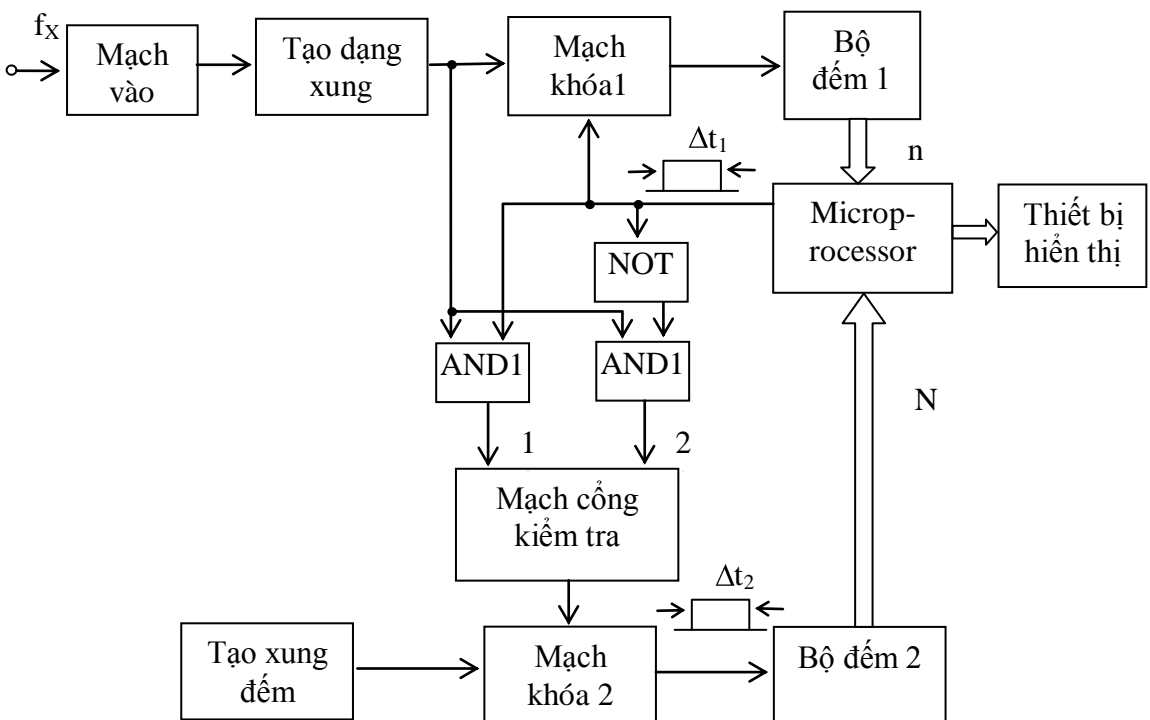 fX
Mạch
vào
Tạo dạng
xung
Mạch
khóa1
Bộ
đếm 1
n
Δt1
Microp-
rocessor
Thiết bị
hiển thị
NOT
AND1
AND1
N
1
2
Mạch cổng
kiểm tra
Δt2
Tạo xung
đếm
Mạch
khóa 2
Bộ đếm 2